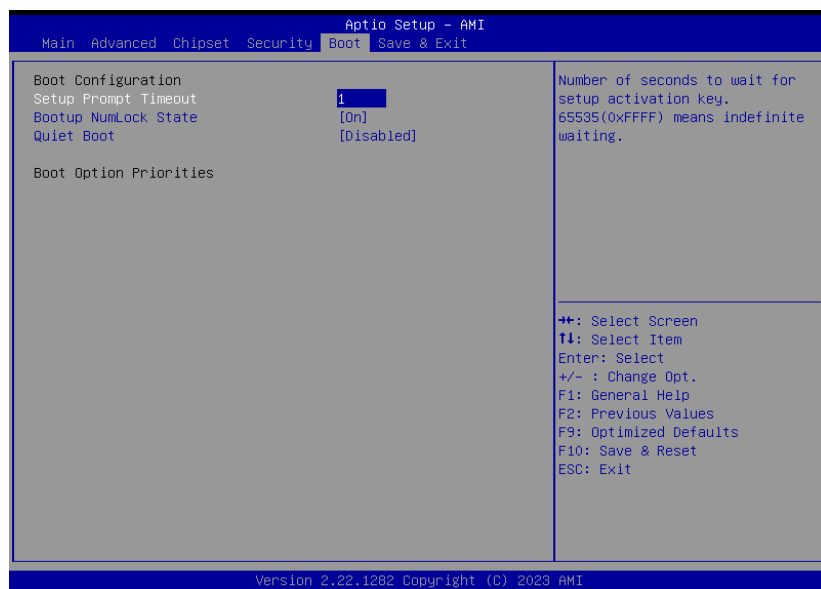 Aptio Setup - AMI
Main Advanced Chipset Security Boot Save & Exit
Boot Configuration
Setup Prompt Timeout 1
Bootup NumLock State [On]
Quiet Boot [Disabled]
Boot Option Priorities
Number of seconds to wait for
setup activation key.
65535(0xFFFF) means indefinite
waiting.
→←: Select Screen
↑↓: Select Item
Enter: Select
+/- : Change Opt.
F1: General Help
F2: Previous Values
F9: Optimized Defaults
F10: Save & Reset
ESC: Exit
Version 2.22.1282 Copyright (C) 2023 AMI